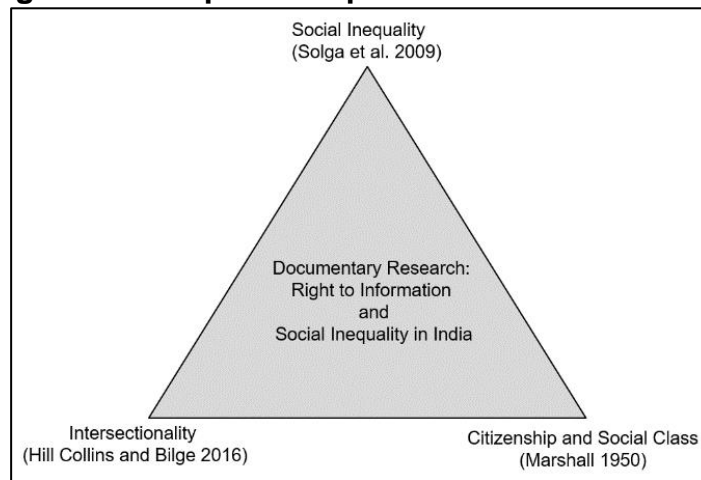 Social Inequality
(Solga et al. 2009)
Documentary Research:
Right to Information
and
Social Inequality in India
Intersectionality
(Hill Collins and Bilge 2016)
Citizenship and Social Class
(Marshall 1950)